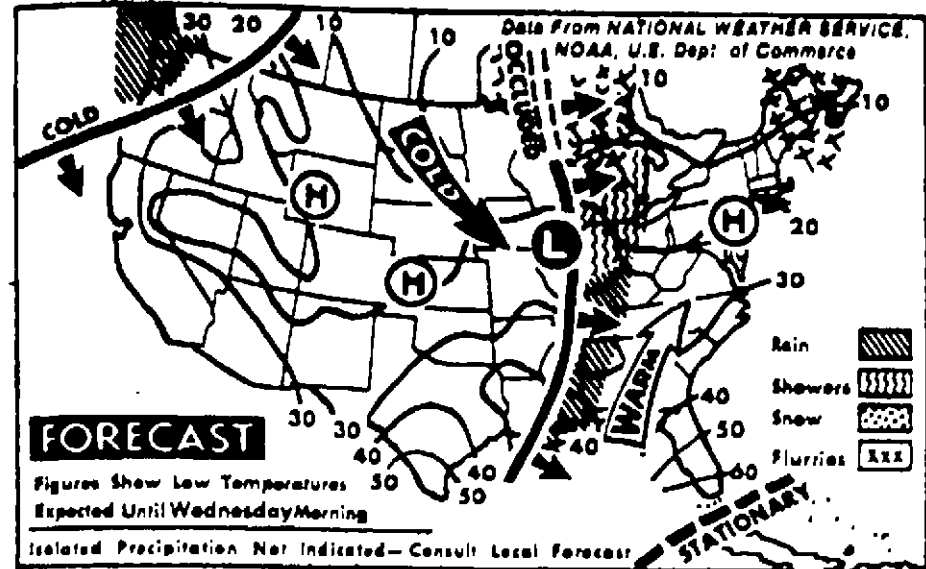 30 20 10 10
Data From NATIONAL WEATHER SERVICE,
NOAA, U.S. Dept of Commerce
10
10
OCCLUDED
COLD
COLD
H
H
20
L
H
30
Rain
WARM
Showers
40
30
30
Snow
FORECAST
40
40
50
40
50
40
50
Flurries
xxx
60
Figures Show Low Temperatures
Expected Until Wednesday Morning
STATIONARY
Isolated Precipitation Not Indicated—Consult Local Forecast